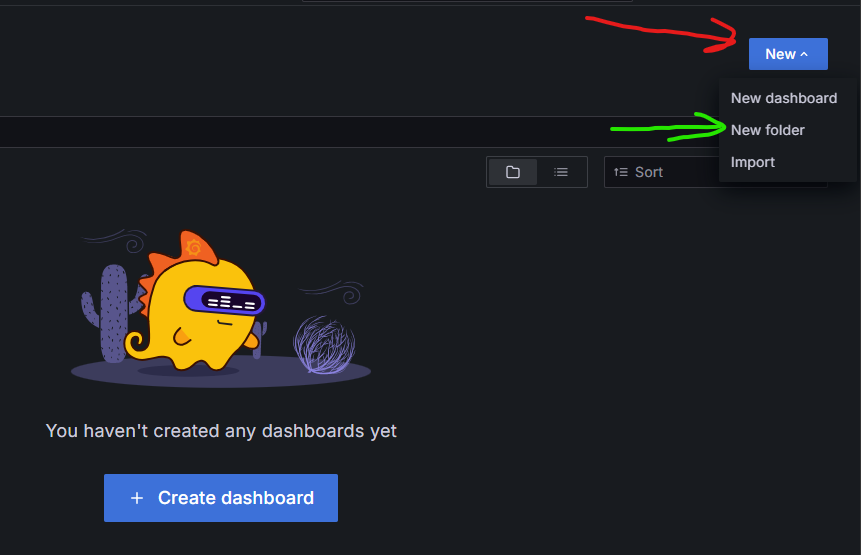 New
New dashboard
New folder
Import
Sort
You haven't created any dashboards yet
+ Create dashboard